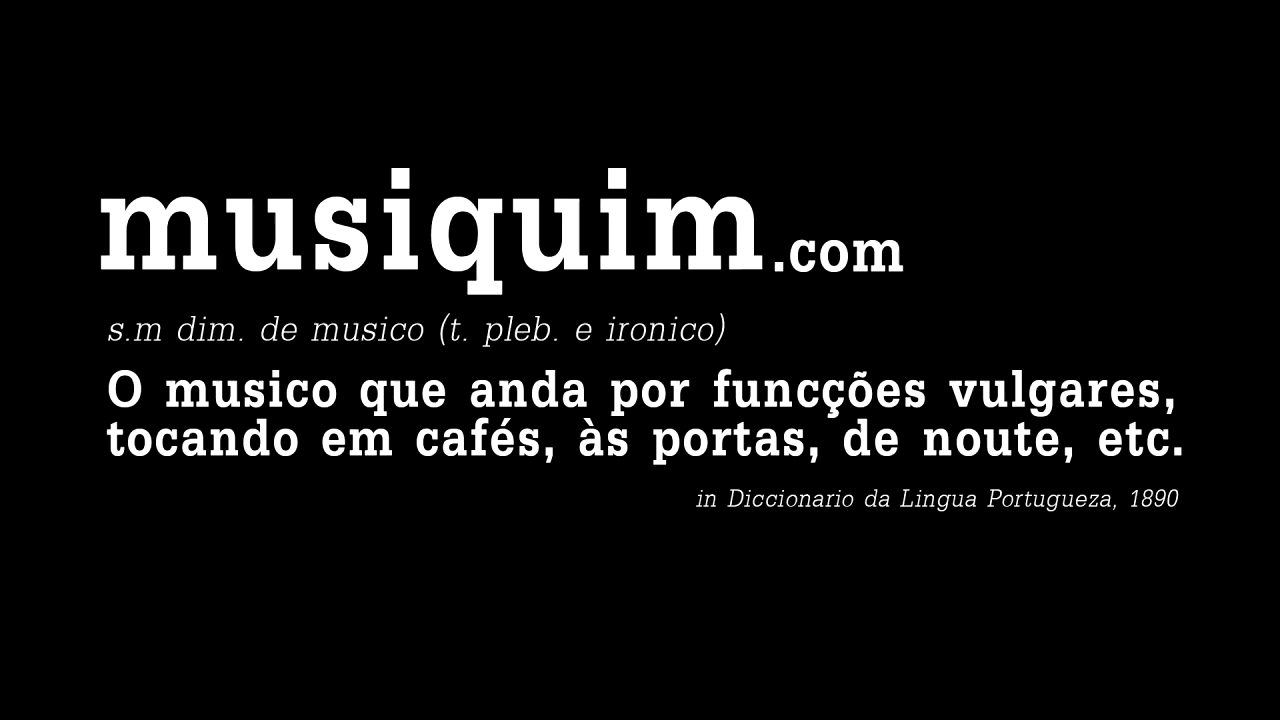 musiquim.com
s.m dim. de musico (t. pleb. e ironico)
O musico que anda por funcções vulgares,
tocando em cafés, às portas, de noute, etc.
in Diccionario da Lingua Portugueza, 1890